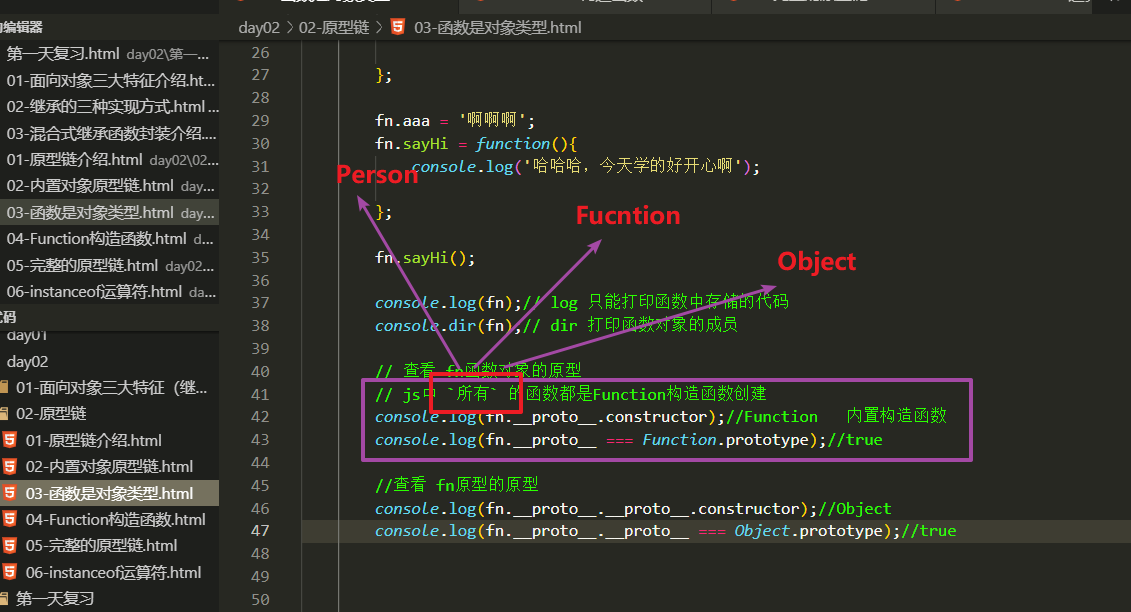 day02 > 02-原型链 > 03-函数是对象类型.html
编辑器
第一天复习.html day02\第一...
01-面向对象三大特征介绍.ht...
02-继承的三种实现方式.html ...
03-混合式继承函数封装介绍....
01-原型链介绍.html day02\02...
02-内置对象原型链.html day...
03-函数是对象类型.html day...
04-Function构造函数.html d...
05-完整的原型链.html day02...
06-instanceof运算符.html da...
码
day01
day02
01-面向对象三大特征（继...
02-原型链
01-原型链介绍.html
02-内置对象原型链.html
03-函数是对象类型.html
04-Function构造函数.html
05-完整的原型链.html
06-instanceof运算符.html
第一天复习
26
27 };
28
29 fn.aaa = '啊啊啊';
30 fn.sayHi = function(){
31 console.log('哈哈哈，今天学的好开心啊');
32
33 };
34
35 fn.sayHi();
36
37 console.log(fn);// log 只能打印函数中存储的代码
38 console.dir(fn);// dir 打印函数对象的成员
39
40 // 查看 fn函数对象的原型
41 // js中 `所有` 的函数都是Function构造函数创建
42 console.log(fn.__proto__.constructor);//Function 内置构造函数
43 console.log(fn.__proto__ === Function.prototype);//true
44
45 //查看 fn原型的原型
46 console.log(fn.__proto__.__proto__.constructor);//Object
47 console.log(fn.__proto__.__proto__ === Object.prototype);//true
48
49
50
Person
Fucntion
Object